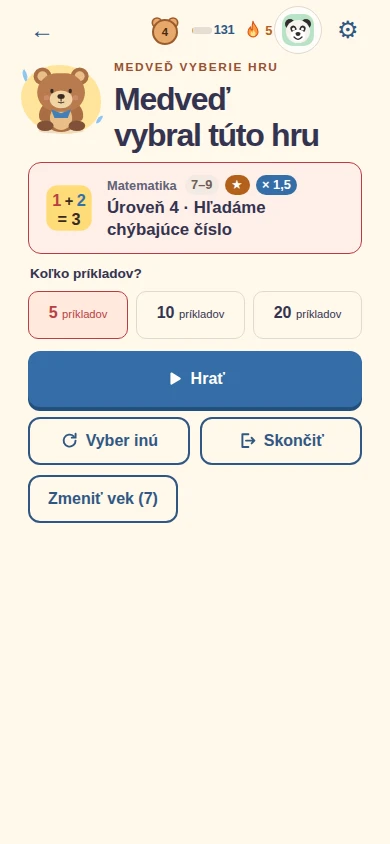 ←
4
131
5
⚙
MEDVEĎ VYBERIE HRU
Medveď
vybral túto hru
1 + 2
= 3
Matematika 7–9 ★ × 1,5
Úroveň 4 · Hľadáme
chýbajúce číslo
Koľko príkladov?
5 príkladov
10 príkladov
20 príkladov
Hrať
Vyber inú
Skončiť
Zmeniť vek (7)